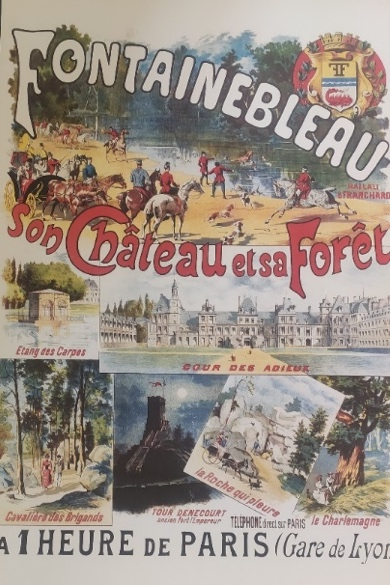 FONTAINEBLEAU
HALLALI
à FRANCHARD
Son Château et sa Forêt
Etang des Carpes
COUR DES ADIEUX
Cavalière des Brigands
TOUR DENECOURT
ancien Fort l'Empereur
la Roche qui pleure
TÉLÉPHONE direct sur PARIS
le Charlemagne
A 1 HEURE DE PARIS (Gare de Lyon